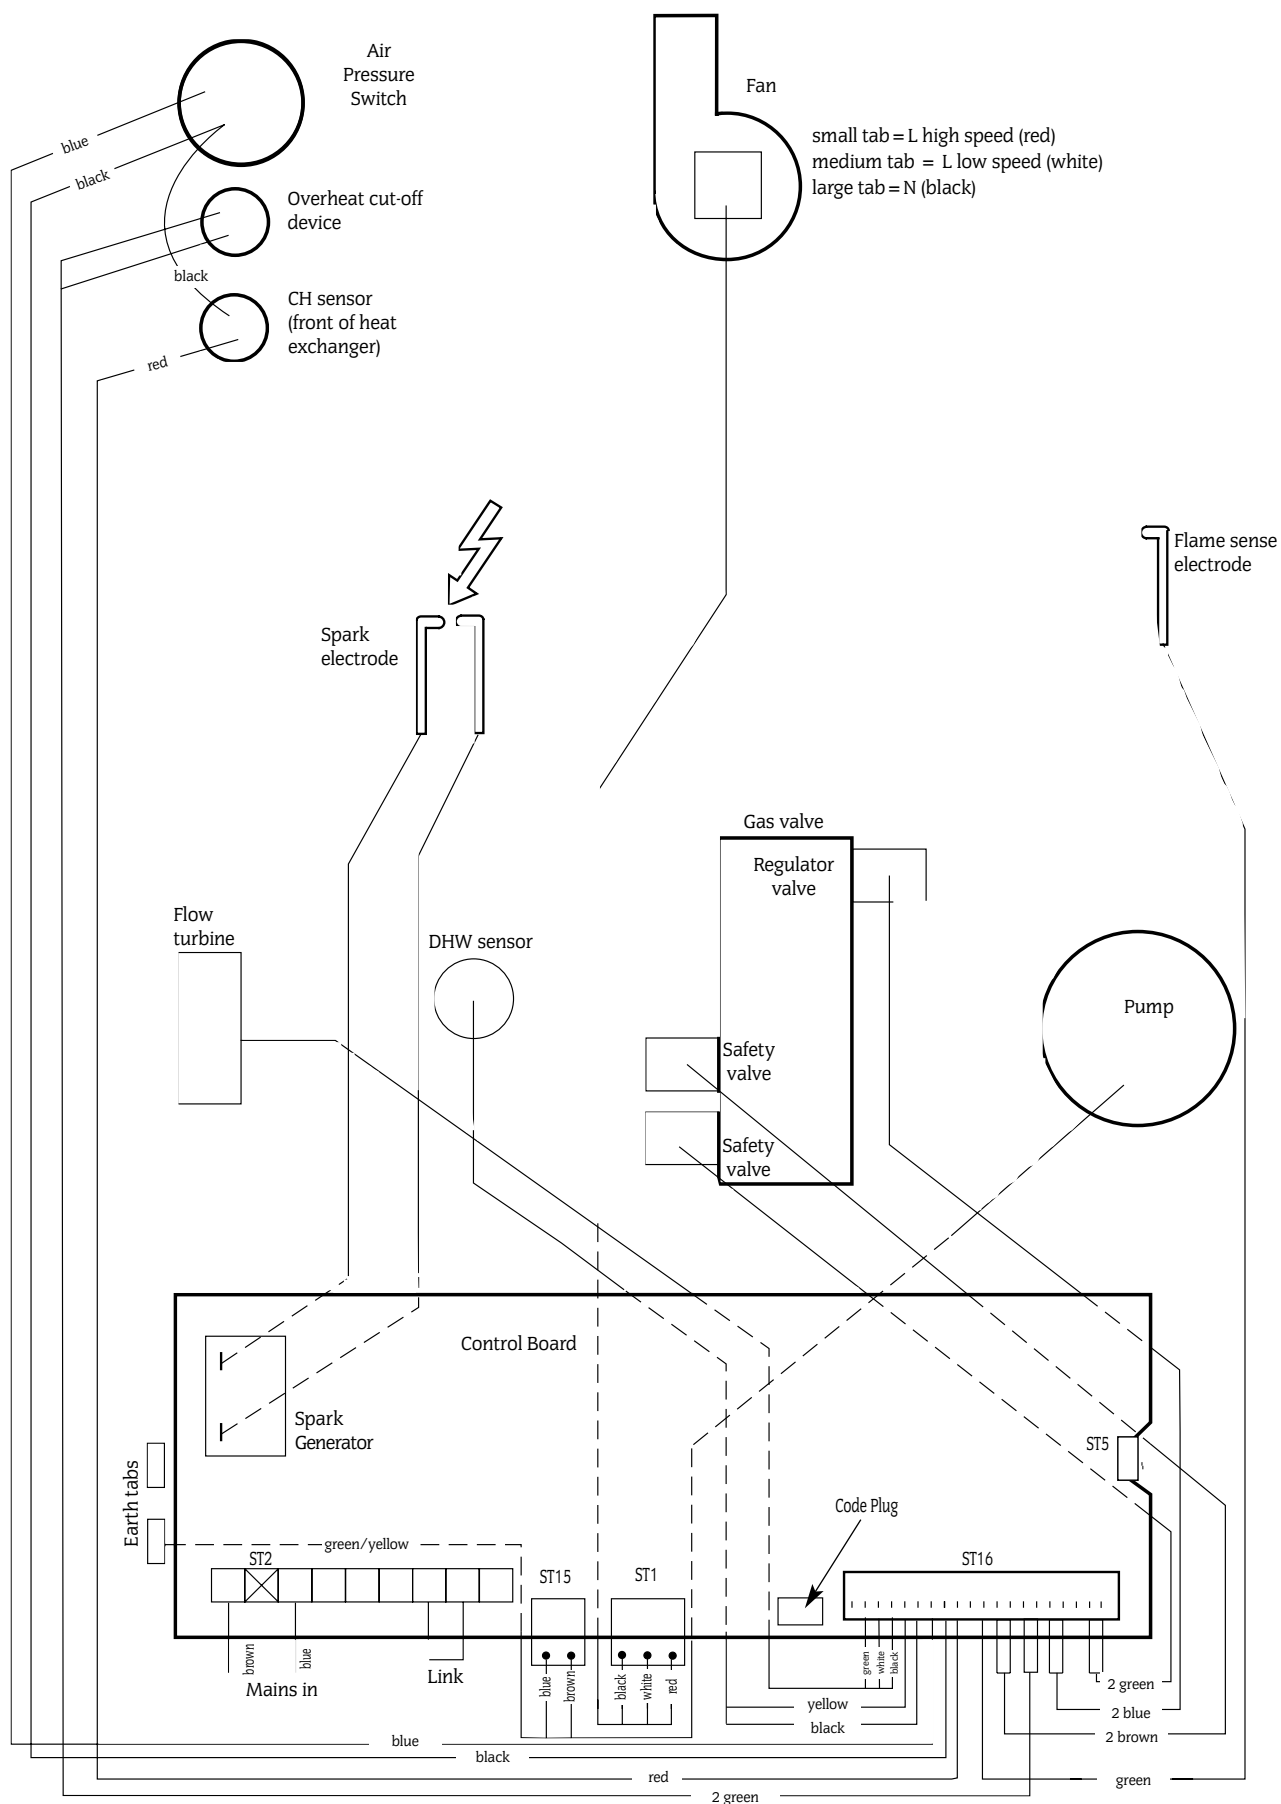 Air
Pressure
Switch
Fan
small tab = L high speed (red)
medium tab = L low speed (white)
large tab = N (black)
blue
black
Overheat cut-off
device
black
CH sensor
(front of heat
exchanger)
red
Flame sense
electrode
Spark
electrode
Gas valve
Regulator
valve
Flow
turbine
DHW sensor
Pump
Safety
valve
Safety
valve
Control Board
Spark
Generator
ST5
Earth tabs
Code Plug
green/yellow
ST2
ST15
ST1
ST16
brown
blue
Mains in
Link
blue
brown
black
white
red
green
white
black
2 green
yellow
2 blue
black
2 brown
blue
black
red
green
2 green